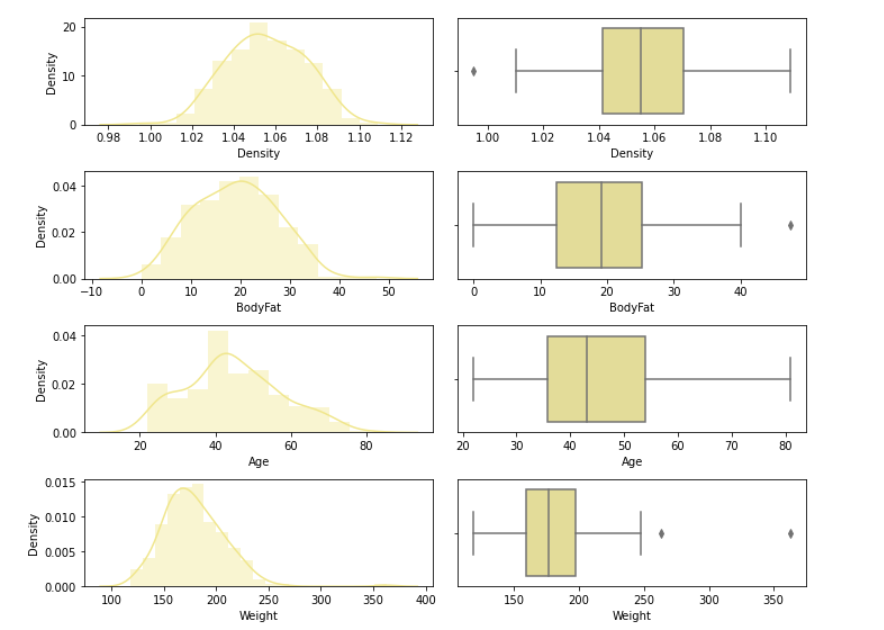 Density
20
10
0
0.98 1.00 1.02 1.04 1.06 1.08 1.10 1.12
Density
1.00 1.02 1.04 1.06 1.08 1.10
Density
Density
0.04
0.02
0.00
−10 0 10 20 30 40 50
BodyFat
0 10 20 30 40
BodyFat
Density
0.04
0.02
0.00
20 40 60 80
Age
20 30 40 50 60 70 80
Age
Density
0.015
0.010
0.005
0.000
100 150 200 250 300 350 400
Weight
150 200 250 300 350
Weight